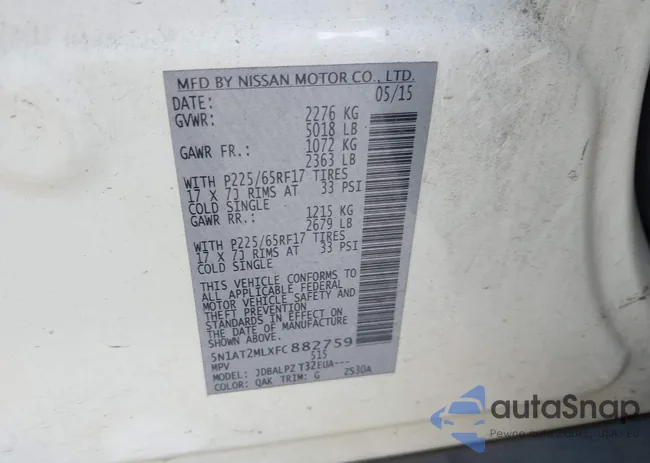 MFD BY NISSAN MOTOR CO., LTD.
DATE: 05/15
GVWR: 2276 KG
5018 LB
GAWR FR.: 1072 KG
2363 LB
WITH P225/65RF17 TIRES
17 X 7J RIMS AT 33 PSI
COLD SINGLE
GAWR RR.: 1215 KG
2679 LB
WITH P225/65RF17 TIRES
17 X 7J RIMS AT 33 PSI
COLD SINGLE
THIS VEHICLE CONFORMS TO
ALL APPLICABLE FEDERAL
MOTOR VEHICLE SAFETY AND
THEFT PREVENTION
STANDARDS IN EFFECT ON
THE DATE OF MANUFACTURE
SHOWN ABOVE.
5N1AT2MLXFC882759
MPV 515
MODEL: JDBALPZ T32EUA---
COLOR: QAK TRIM: G ZS30A
autoSnap